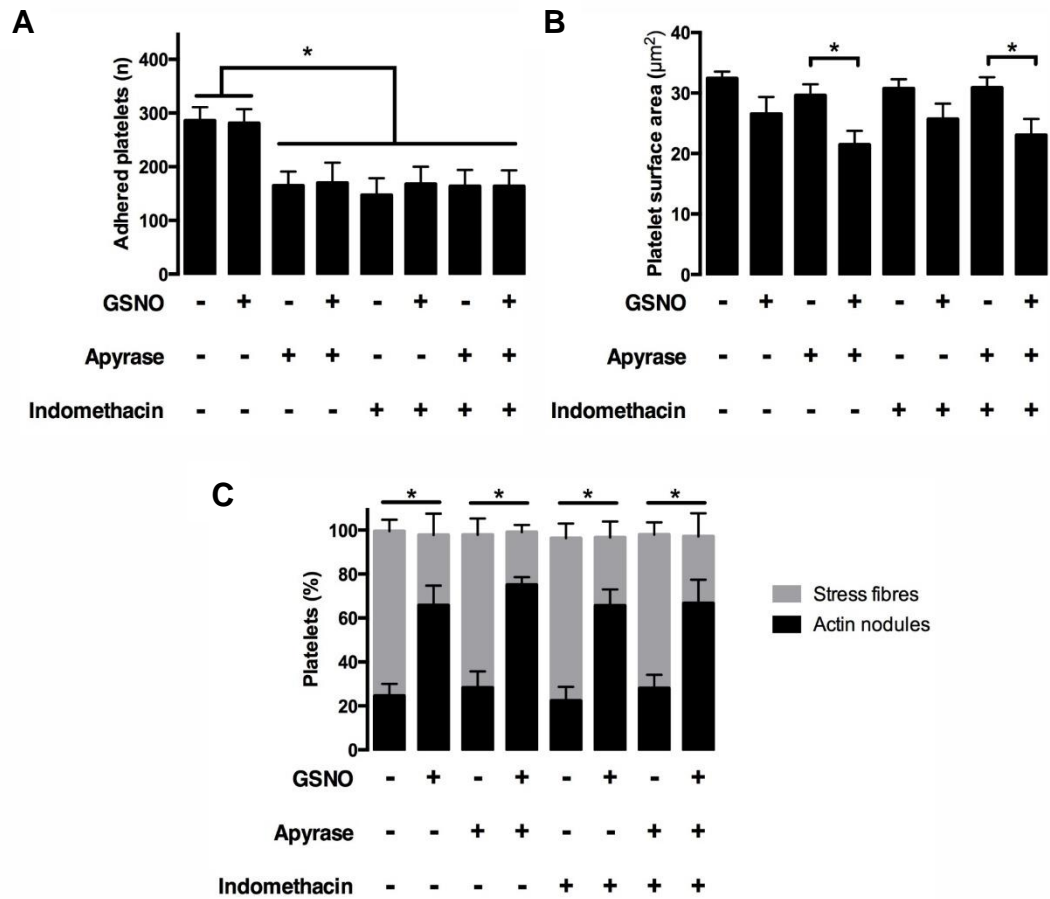 A
Adhered platelets (n)
400
300
200
100
0
*
GSNO - + - + - + - +
Apyrase - - + + - - + +
Indomethacin - - - - + + + +
B
Platelet surface area (µm²)
40
30
20
10
0
* *
GSNO - + - + - + - +
Apyrase - - + + - - + +
Indomethacin - - - - + + + +
C
Platelets (%)
100
80
60
40
20
0
* * * *
Stress fibres
Actin nodules
GSNO - + - + - + - +
Apyrase - - + + - - + +
Indomethacin - - - - + + + +